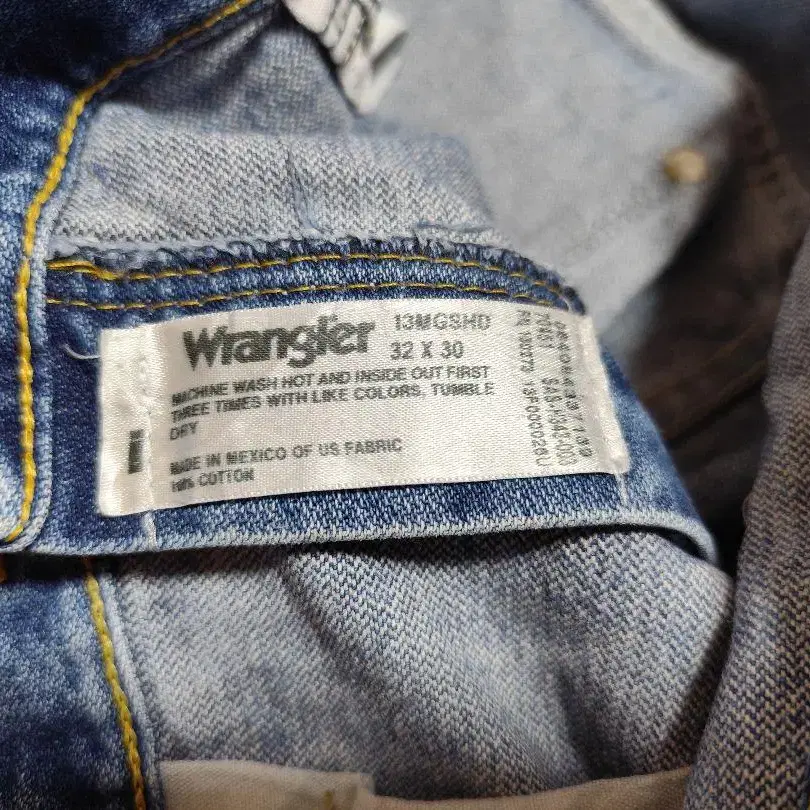 Wrangler 13MGSHD
32 X 30
MACHINE WASH HOT AND INSIDE OUT FIRST
THREE TIMES WITH LIKE COLORS, TUMBLE
DRY
MADE IN MEXICO OF US FABRIC
100% COTTON